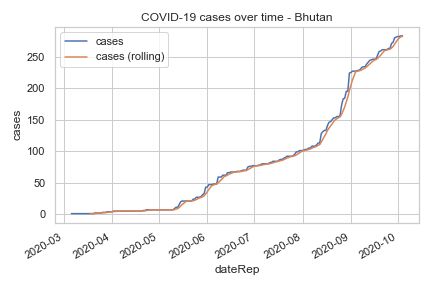 COVID-19 cases over time - Bhutan
cases
cases (rolling)
250
200
150
100
50
0
cases
2020-03
2020-04
2020-05
2020-06
2020-07
2020-08
2020-09
2020-10
dateRep